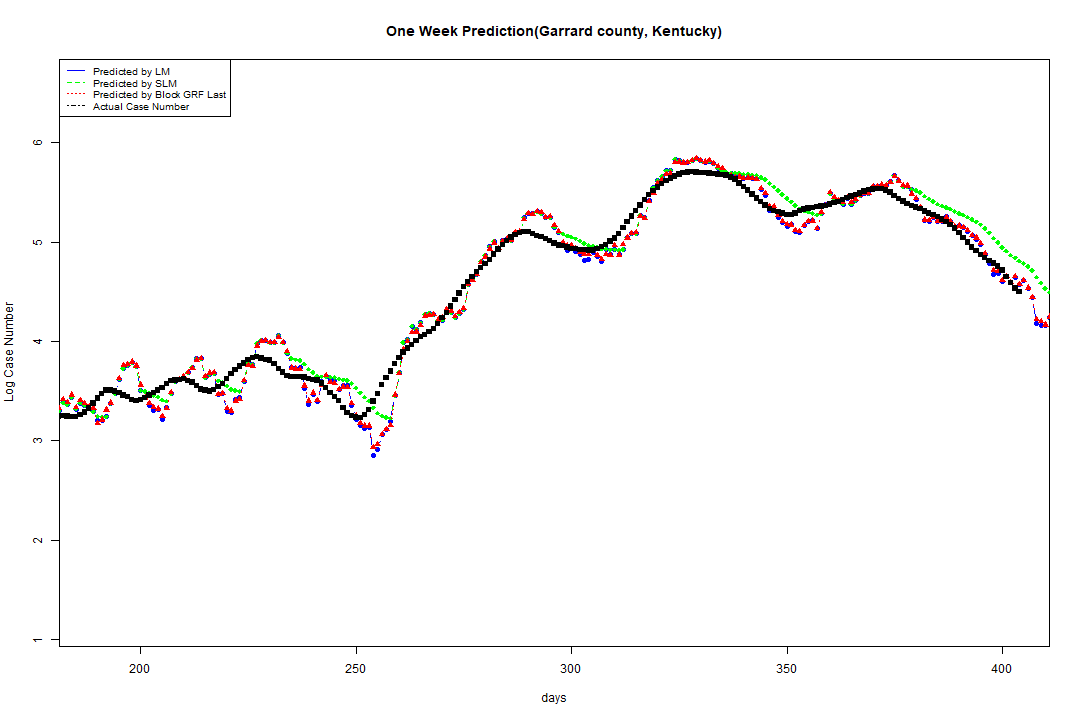 One Week Prediction(Garrard county, Kentucky)
Predicted by LM
Predicted by SLM
Predicted by Block GRF Last
Actual Case Number
Log Case Number
6
5
4
3
2
1
200 250 300 350 400
days